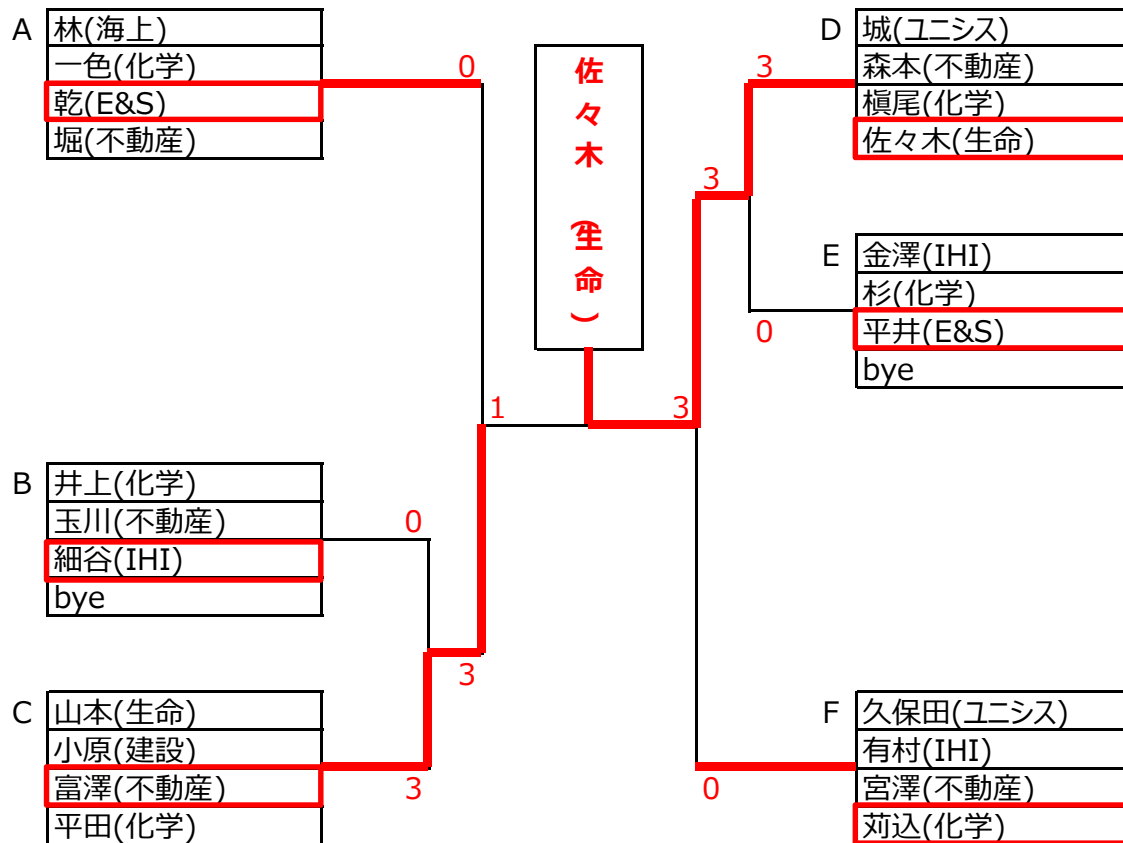 A
林(海上)
一色(化学)
乾(E&S)
堀(不動産)
0
B
井上(化学)
玉川(不動産)
細谷(IHI)
bye
0
C
山本(生命)
小原(建設)
富澤(不動産)
平田(化学)
3
3
1
佐々木 (生命)
3
D
城(ユニシス)
森本(不動産)
槇尾(化学)
佐々木(生命)
3
3
E
金澤(IHI)
杉(化学)
平井(E&S)
bye
0
F
久保田(ユニシス)
有村(IHI)
宮澤(不動産)
苅込(化学)
0